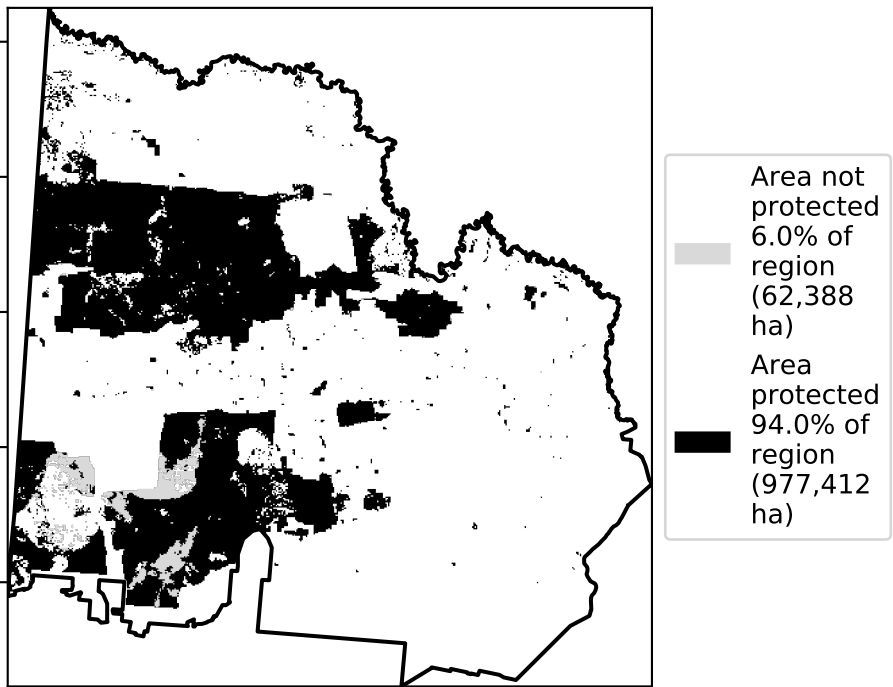 Area not
protected
6.0% of
region
(62,388
ha)
Area
protected
94.0% of
region
(977,412
ha)